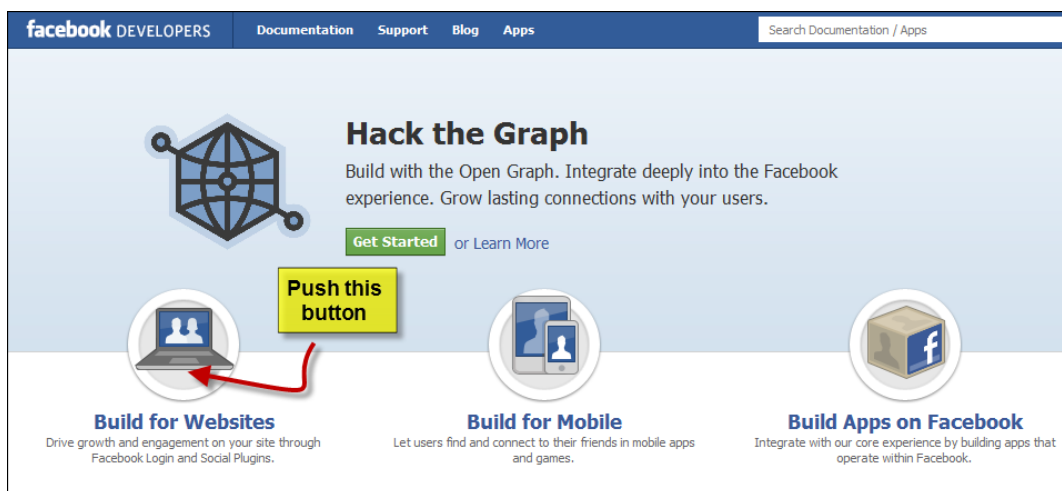 facebook DEVELOPERS Documentation Support Blog Apps Search Documentation / Apps
Hack the Graph
Build with the Open Graph. Integrate deeply into the Facebook
experience. Grow lasting connections with your users.
Get Started or Learn More
Push this
button
Build for Websites
Drive growth and engagement on your site through
Facebook Login and Social Plugins.
Build for Mobile
Let users find and connect to their friends in mobile apps
and games.
f
Build Apps on Facebook
Integrate with our core experience by building apps that
operate within Facebook.